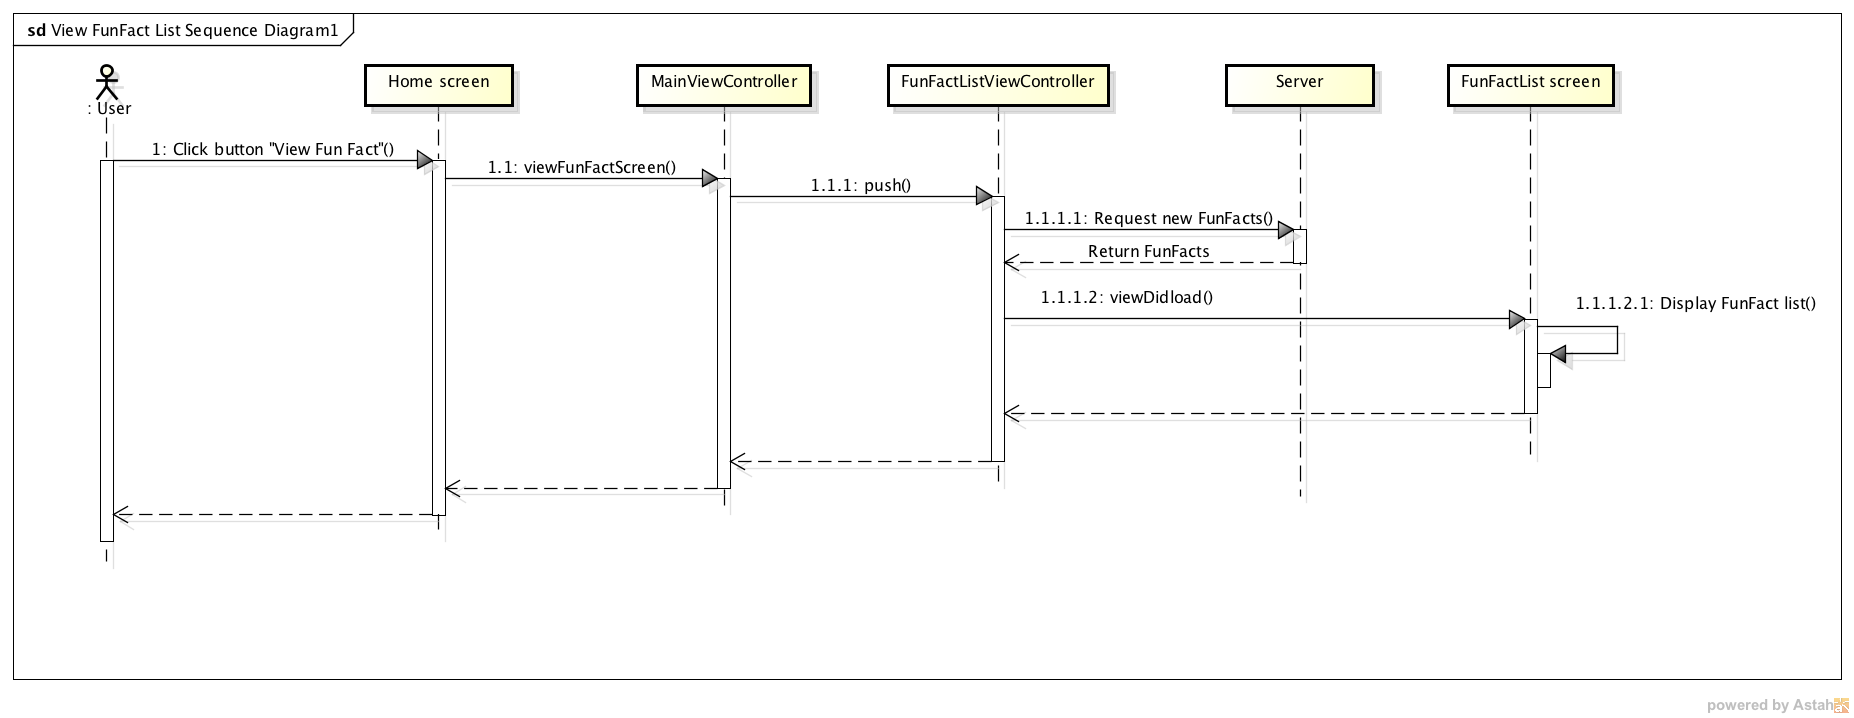 sd View FunFact List Sequence Diagram1
: User
Home screen
MainViewController
FunFactListViewController
Server
FunFactList screen
1: Click button "View Fun Fact"()
1.1: viewFunFactScreen()
1.1.1: push()
1.1.1.1: Request new FunFacts()
Return FunFacts
1.1.1.2: viewDidload()
1.1.1.2.1: Display FunFact list()
powered by Astah